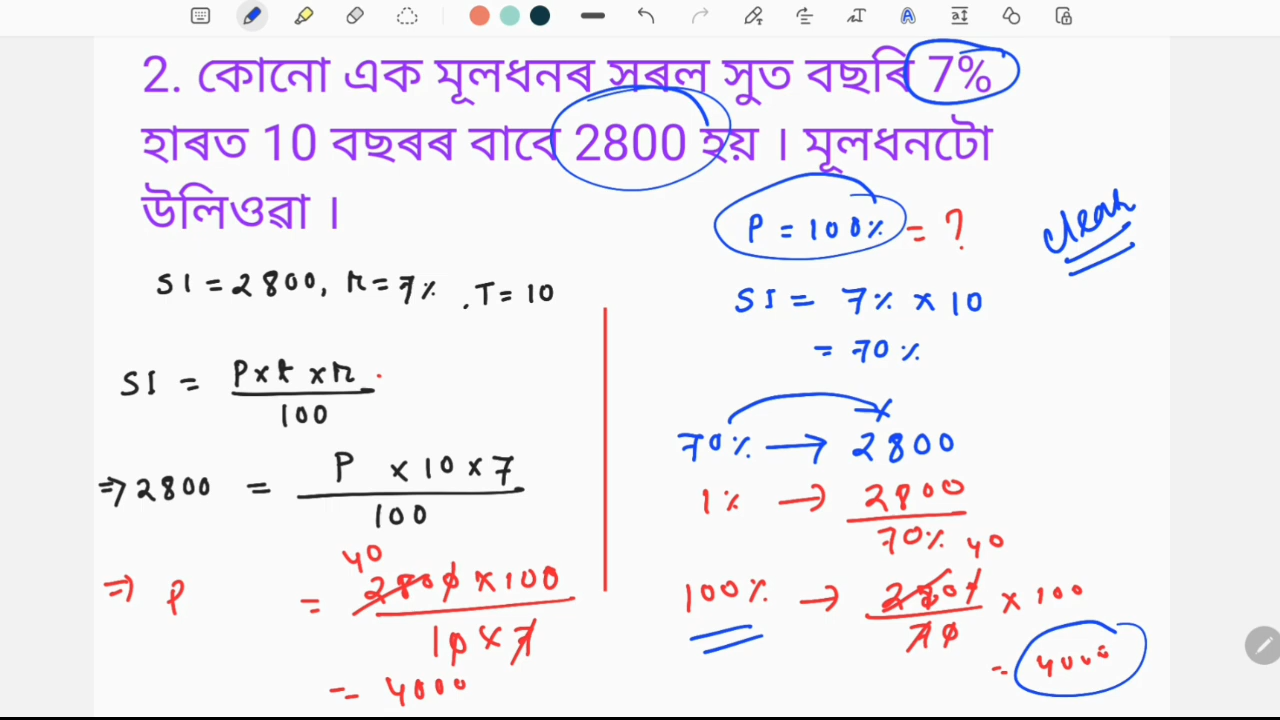 2. কোনো এক মূলধনৰ সৰল সুত বছৰি 7%
হাৰত 10 বছৰৰ বাবে 2800 হয় । মূলধনটো
উলিওৱা ।
SI = 2800, r = 7% . T = 10
SI = P × t × r / 100
⇒ 2800 = P × 10 × 7 / 100
40
⇒ P = 2800 × 100 / 10 × 7
= 4000
P = 100% = ?
clear
SI = 7% × 10
= 70%
70% → 2800
1% → 2800 / 70%
40
100% → 2800 / 70 × 100
= 4000